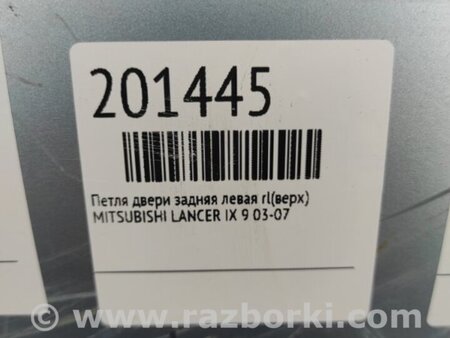 201445
Петля двери задняя левая rl(верх)
MITSUBISHI LANCER IX 9 03-07
www.razborki.com